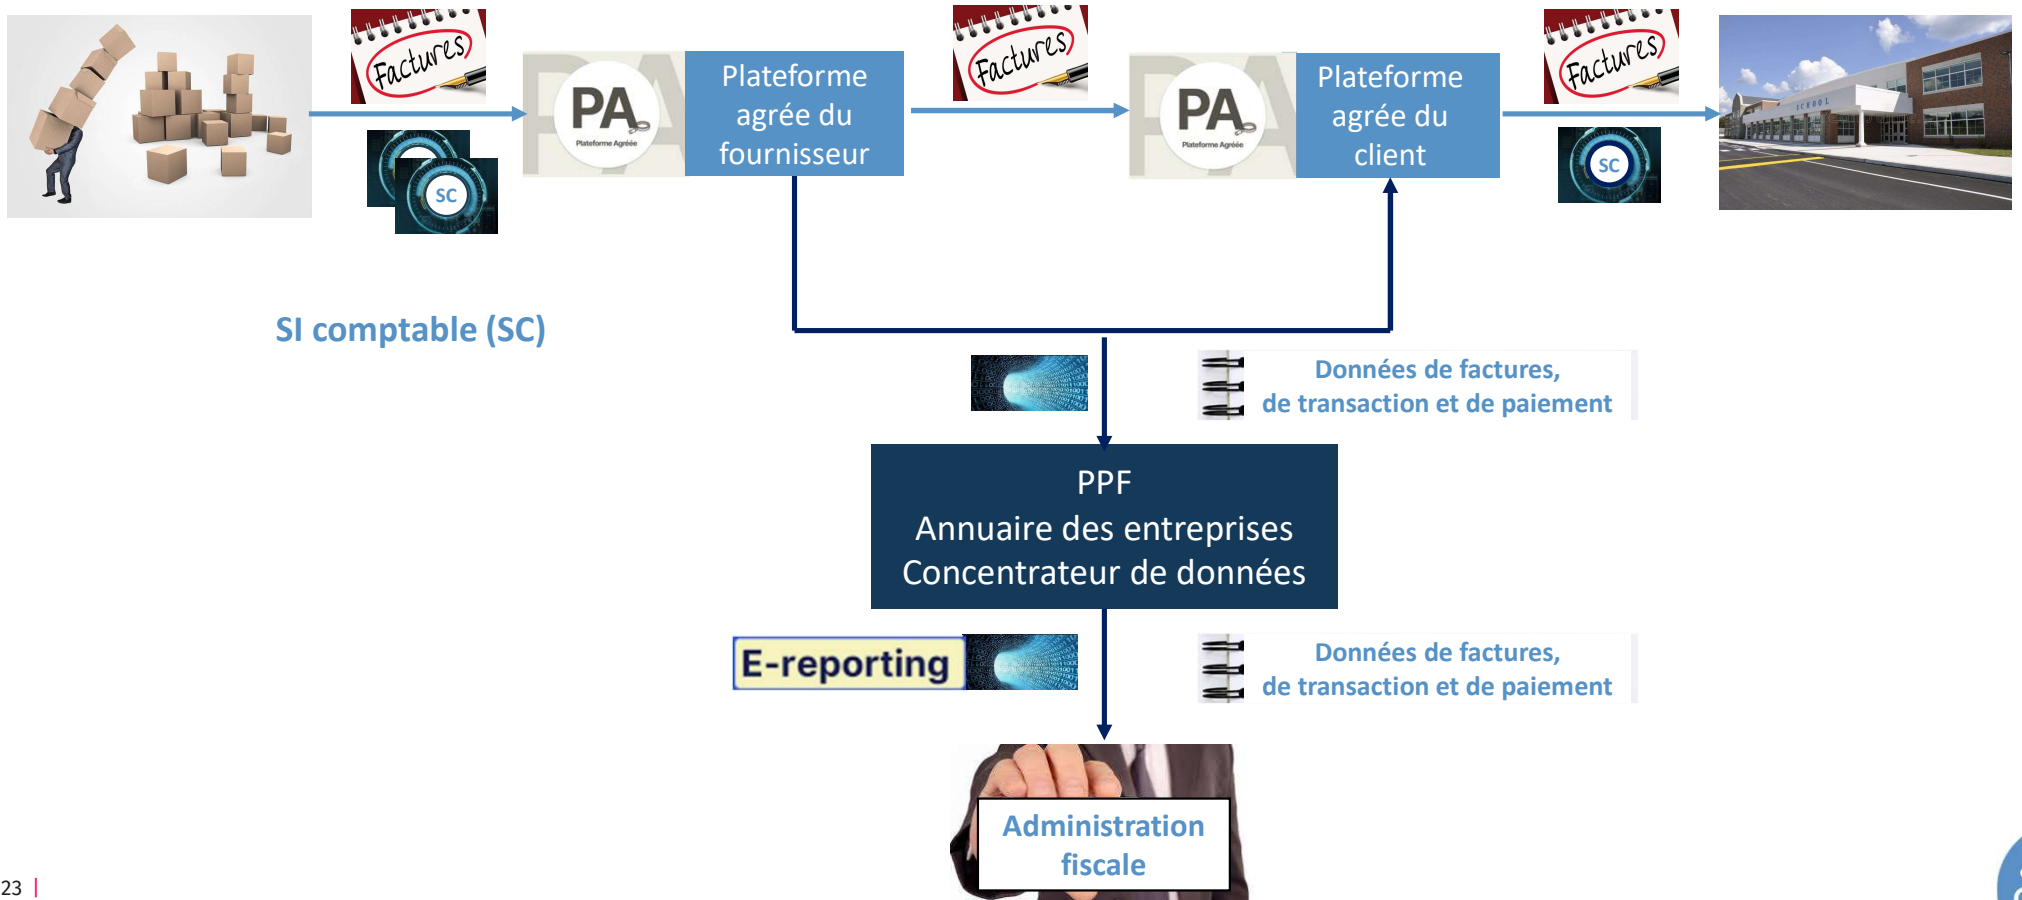 Factures
Factures
Factures
PA
Plateforme Agréée
Plateforme
agrée du
fournisseur
PA
Plateforme Agréée
Plateforme
agrée du
client
SCHOOL
SC
SC
SI comptable (SC)
Données de factures,
de transaction et de paiement
PPF
Annuaire des entreprises
Concentrateur de données
E-reporting
Données de factures,
de transaction et de paiement
Administration
fiscale
23